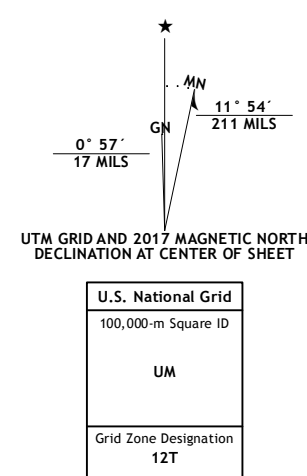 ★
MN
GN
11° 54´
211 MILS
0° 57´
17 MILS
UTM GRID AND 2017 MAGNETIC NORTH
DECLINATION AT CENTER OF SHEET
U.S. National Grid
100,000-m Square ID
UM
Grid Zone Designation
12T